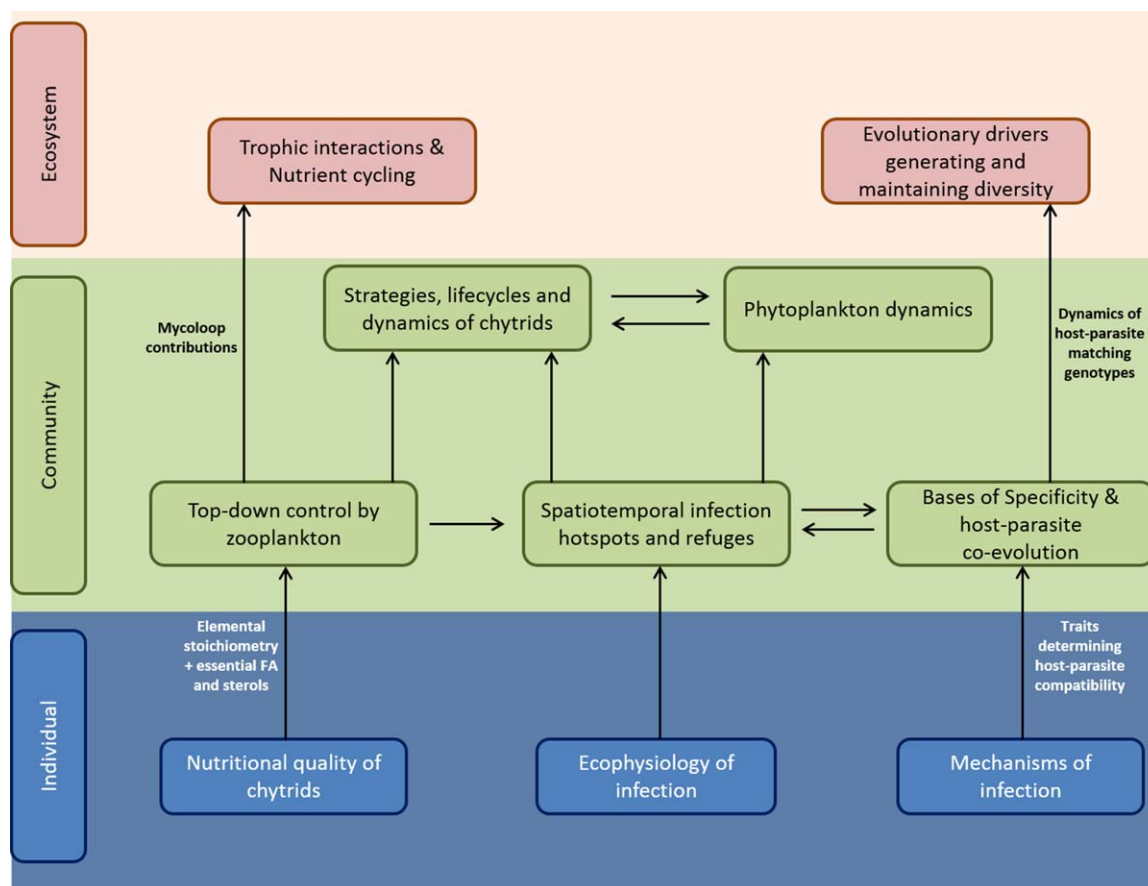 Ecosystem
Trophic interactions &
Nutrient cycling
Evolutionary drivers
generating and
maintaining diversity
Community
Strategies, lifecycles and
dynamics of chytrids
Phytoplankton dynamics
Mycoloop
contributions
Dynamics of
host-parasite
matching
genotypes
Top-down control by
zooplankton
Spatiotemporal infection
hotspots and refuges
Bases of Specificity &
host-parasite
co-evolution
Individual
Elemental
stoichiometry
+ essential FA
and sterols
Traits
determining
host-parasite
compatibility
Nutritional quality of
chytrids
Ecophysiology of
infection
Mechanisms of
infection